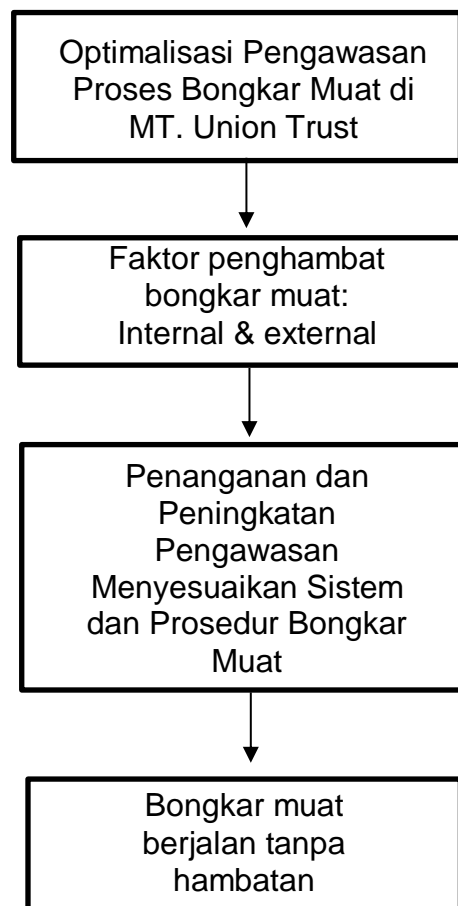 Optimalisasi Pengawasan
Proses Bongkar Muat di
MT. Union Trust
Faktor penghambat
bongkar muat:
Internal & external
Penanganan dan
Peningkatan
Pengawasan
Menyesuaikan Sistem
dan Prosedur Bongkar
Muat
Bongkar muat
berjalan tanpa
hambatan